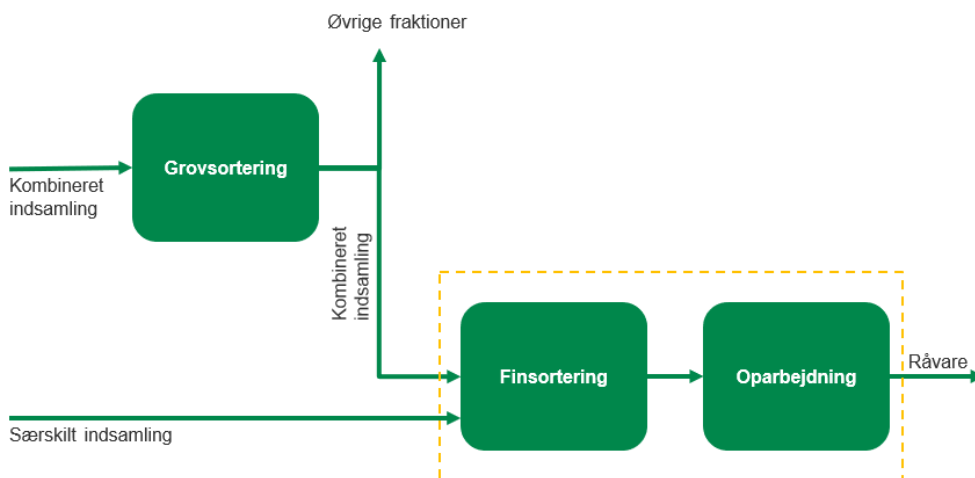 Øvrige fraktioner
Grovsortering
Kombineret
indsamling
Kombineret
indsamling
Finsortering
Oparbejdning
Råvare
Særskilt indsamling